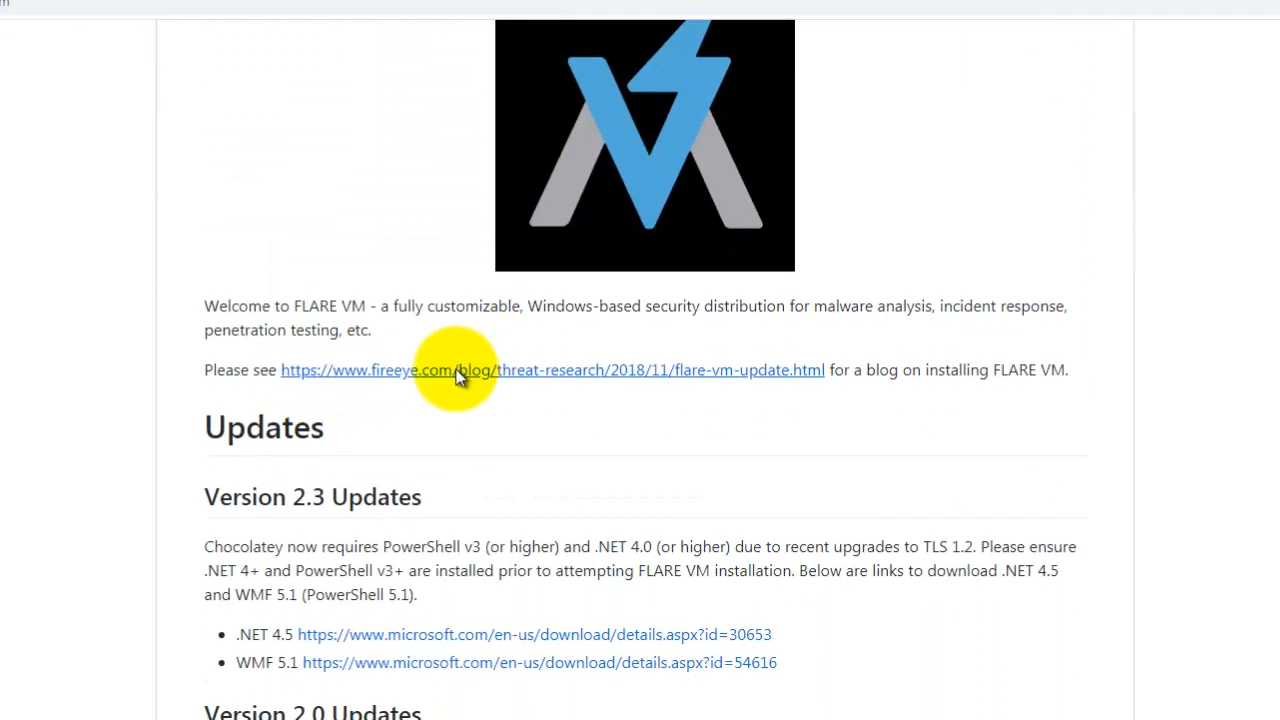 Welcome to FLARE VM - a fully customizable, Windows-based security distribution for malware analysis, incident response,
penetration testing, etc.
Please see https://www.fireeye.com/blog/threat-research/2018/11/flare-vm-update.html for a blog on installing FLARE VM.
Updates
Version 2.3 Updates
Chocolatey now requires PowerShell v3 (or higher) and .NET 4.0 (or higher) due to recent upgrades to TLS 1.2. Please ensure
.NET 4+ and PowerShell v3+ are installed prior to attempting FLARE VM installation. Below are links to download .NET 4.5
and WMF 5.1 (PowerShell 5.1).
• .NET 4.5 https://www.microsoft.com/en-us/download/details.aspx?id=30653
• WMF 5.1 https://www.microsoft.com/en-us/download/details.aspx?id=54616
Version 2.0 Updates